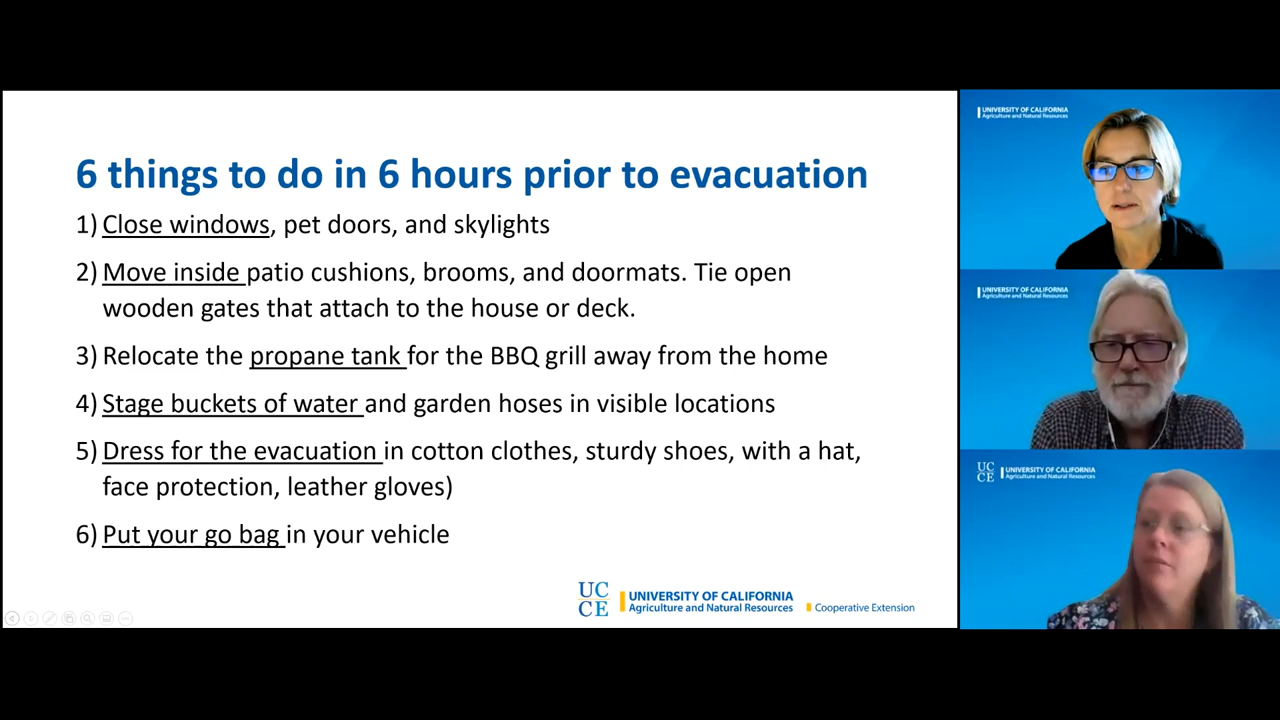 6 things to do in 6 hours prior to evacuation
1) Close windows, pet doors, and skylights
2) Move inside patio cushions, brooms, and doormats. Tie open
wooden gates that attach to the house or deck.
3) Relocate the propane tank for the BBQ grill away from the home
4) Stage buckets of water and garden hoses in visible locations
5) Dress for the evacuation in cotton clothes, sturdy shoes, with a hat,
face protection, leather gloves)
6) Put your go bag in your vehicle
UC
CE
UNIVERSITY OF CALIFORNIA
Agriculture and Natural Resources
Cooperative Extension
UNIVERSITY OF CALIFORNIA
Agriculture and Natural Resources
UNIVERSITY OF CALIFORNIA
Agriculture and Natural Resources
UC
CE
UNIVERSITY OF CALIFORNIA
Agriculture and Natural Resources